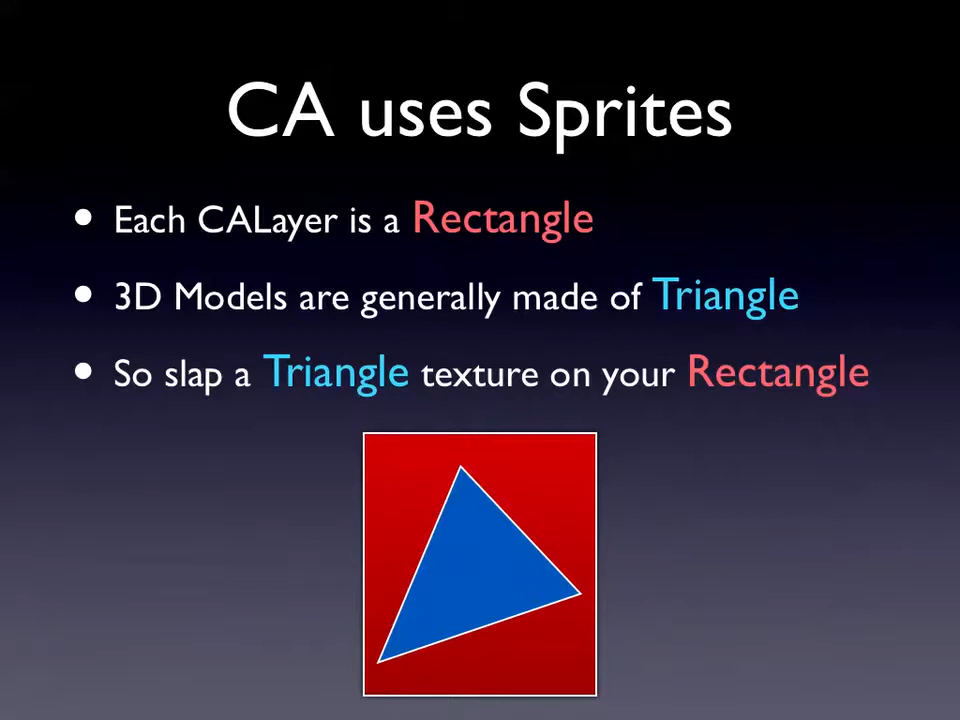 CA uses Sprites
• Each CALayer is a Rectangle
• 3D Models are generally made of Triangle
• So slap a Triangle texture on your Rectangle